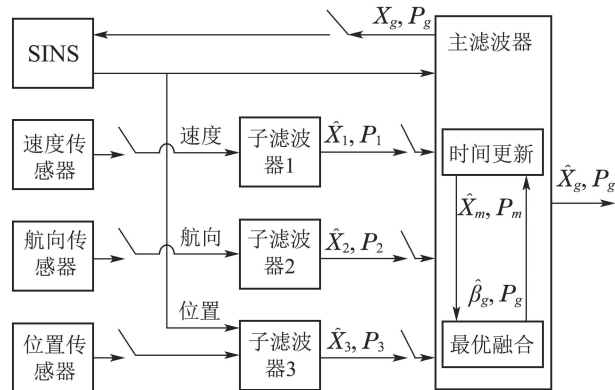 X_g, P_g
主滤波器
SINS
速度传
感器
速度
子滤波
器1
X̂_1, P_1
时间更新
X̂_g, P_g
X̂_m, P_m
航向传
感器
航向
子滤波
器2
X̂_2, P_2
β̂_g, P_g
位置
位置传
感器
子滤波
器3
X̂_3, P_3
最优融合